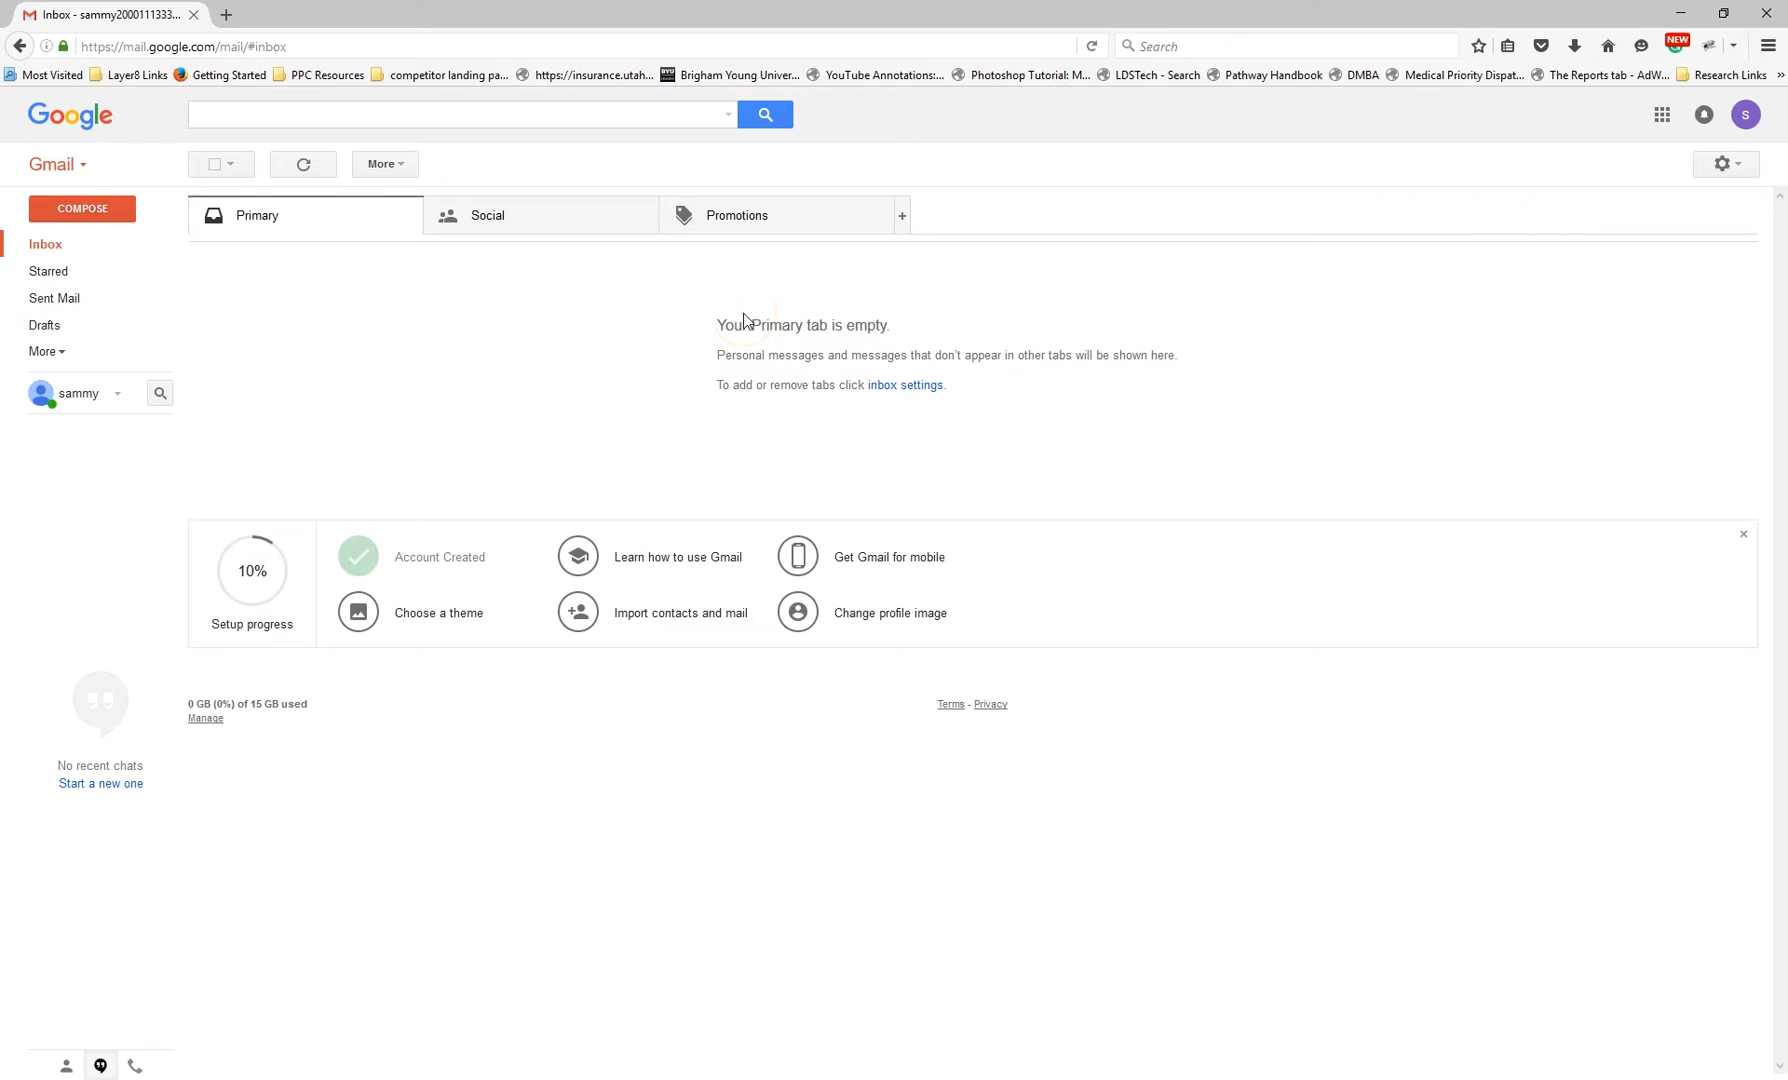 Inbox - sammy2000111333...
https://mail.google.com/mail/#inbox
Search
NEW
Most Visited
Layer8 Links
Getting Started
PPC Resources
competitor landing pa...
https://insurance.utah...
BYU
Brigham Young Univer...
YouTube Annotations:...
Photoshop Tutorial: M...
LDSTech - Search
Pathway Handbook
DMBA
Medical Priority Dispat...
The Reports tab - AdW...
Research Links
Google
S
Gmail
More
COMPOSE
Primary
Social
Promotions
Inbox
Starred
Sent Mail
Drafts
More
sammy
Your Primary tab is empty.
Personal messages and messages that don't appear in other tabs will be shown here.
To add or remove tabs click inbox settings.
10%
Setup progress
Account Created
Learn how to use Gmail
Get Gmail for mobile
Choose a theme
Import contacts and mail
Change profile image
0 GB (0%) of 15 GB used
Manage
Terms - Privacy
No recent chats
Start a new one